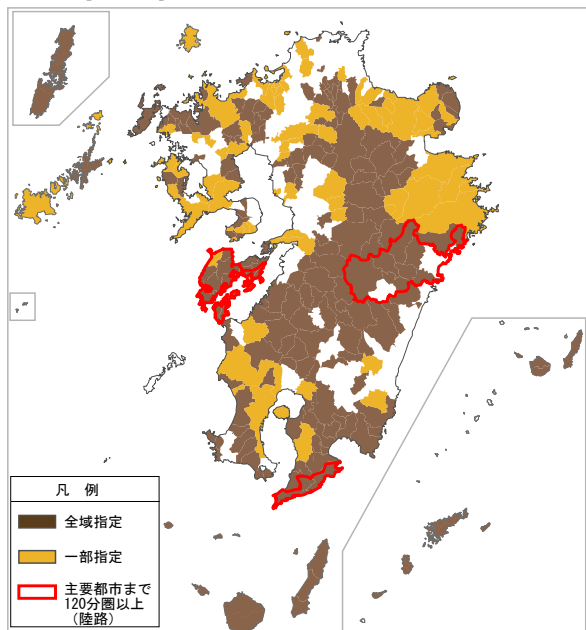 凡 例
全域指定
一部指定
主要都市まで
120分圏以上
(陸路)